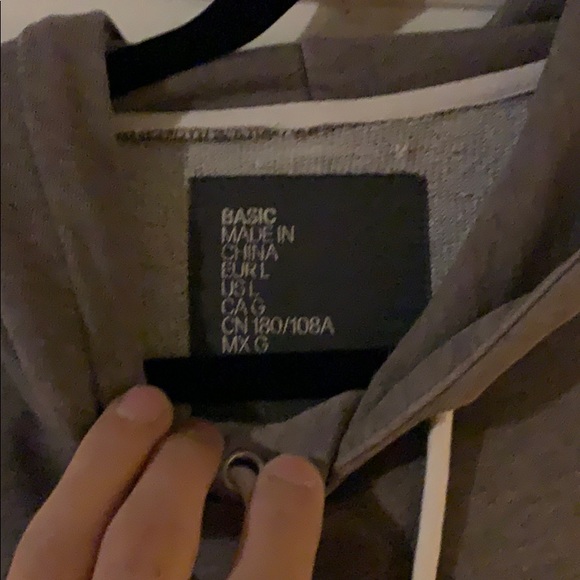 BASIC
MADE IN
CHINA
EUR L
US L
CA G
CN 180/108A
MX G